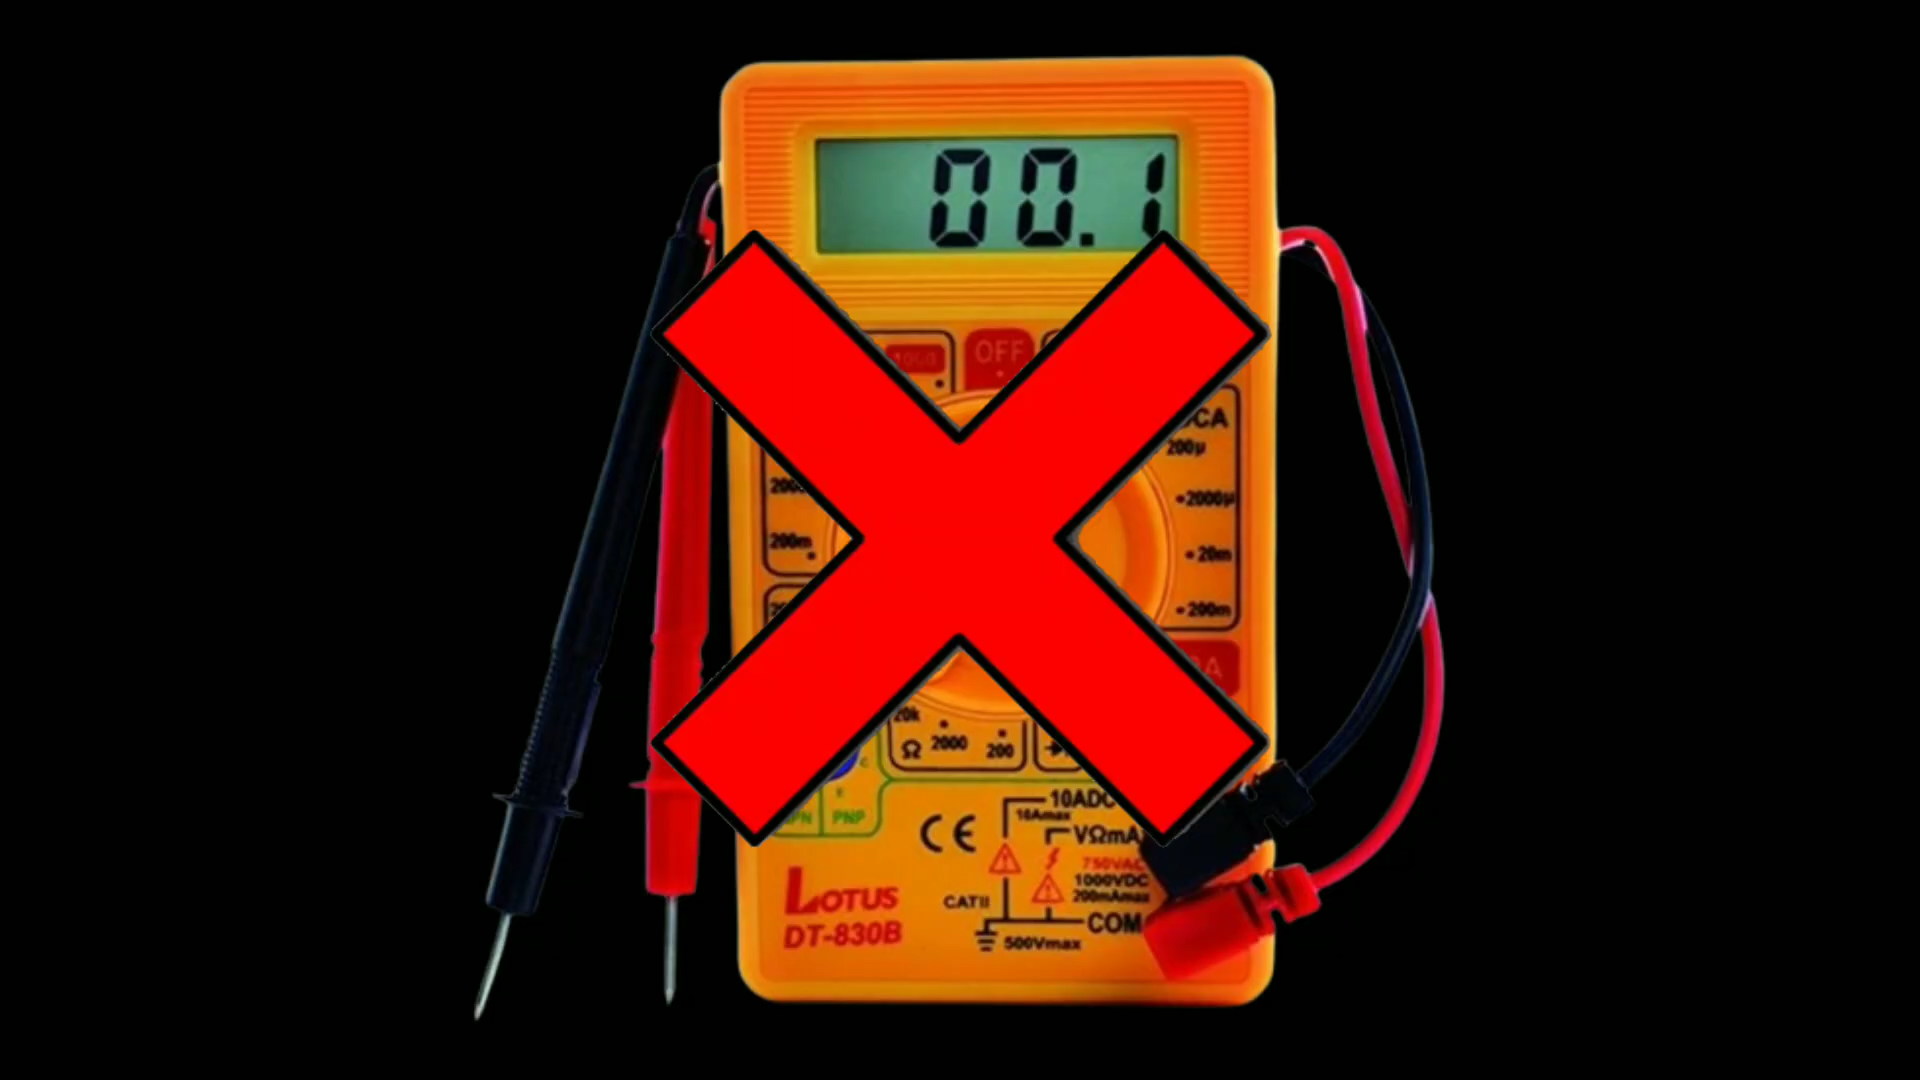 00.1
OFF
200µ
2000µ
20m
200m
200m
20k
Ω 2000 200
10ADC
10Amax
VΩmA
PNP
CE
750VAC
1000VDC
200mAmax
CATII
COM
500Vmax
LOTUS
DT-830B